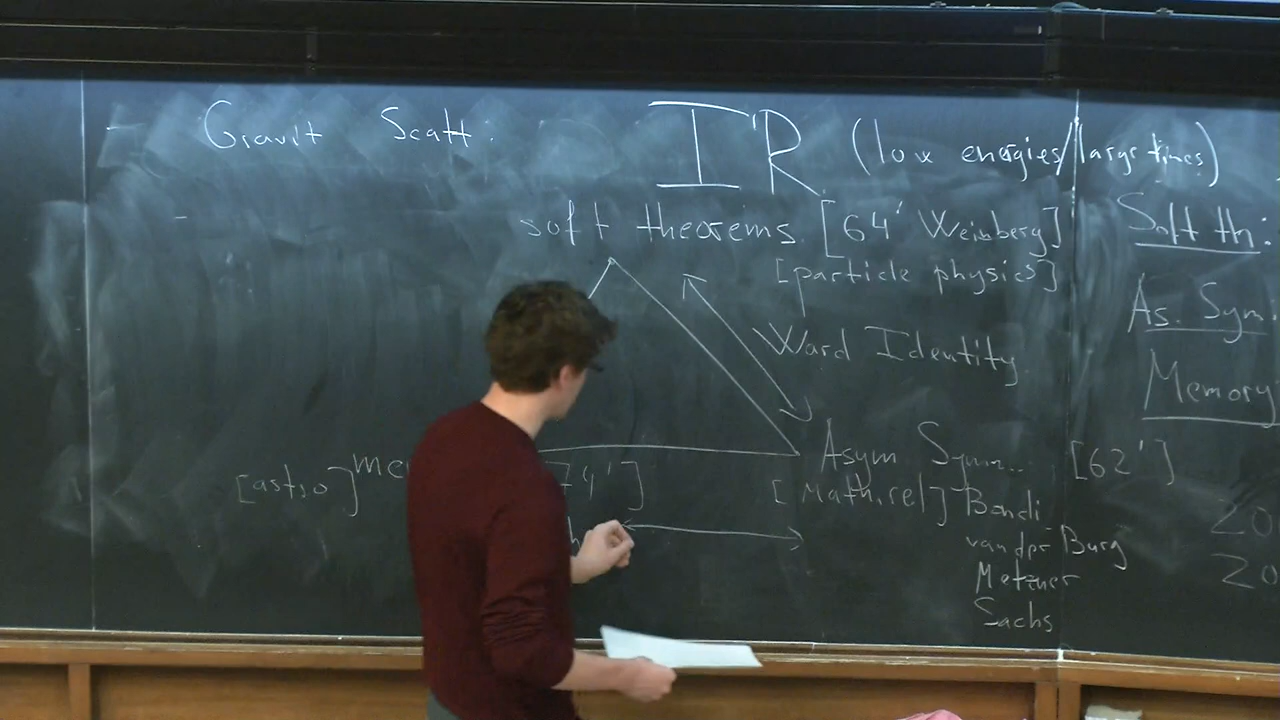 Gravit Scatt:
IR (low energies/large times)
soft theorems [64' Weinberg]
[particle physics]
Ward Identity
Soft th:
As. Sym:
Memory
[astro]
74']
Asym Symm.. [62']
[Math.rel] Bondi
van der Burg
Metzner
Sachs
20
20